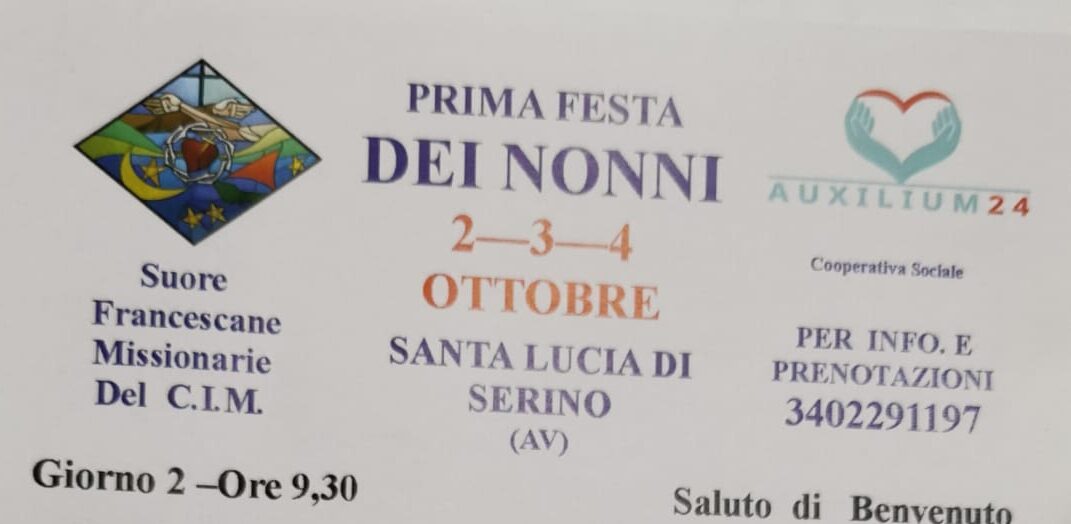 PRIMA FESTA
DEI NONNI
2—3—4
OTTOBRE
SANTA LUCIA DI
SERINO
(AV)
Suore
Francescane
Missionarie
Del C.I.M.
AUXILIUM24
Cooperativa Sociale
PER INFO. E
PRENOTAZIONI
3402291197
Giorno 2 –Ore 9,30
Saluto di Benvenuto